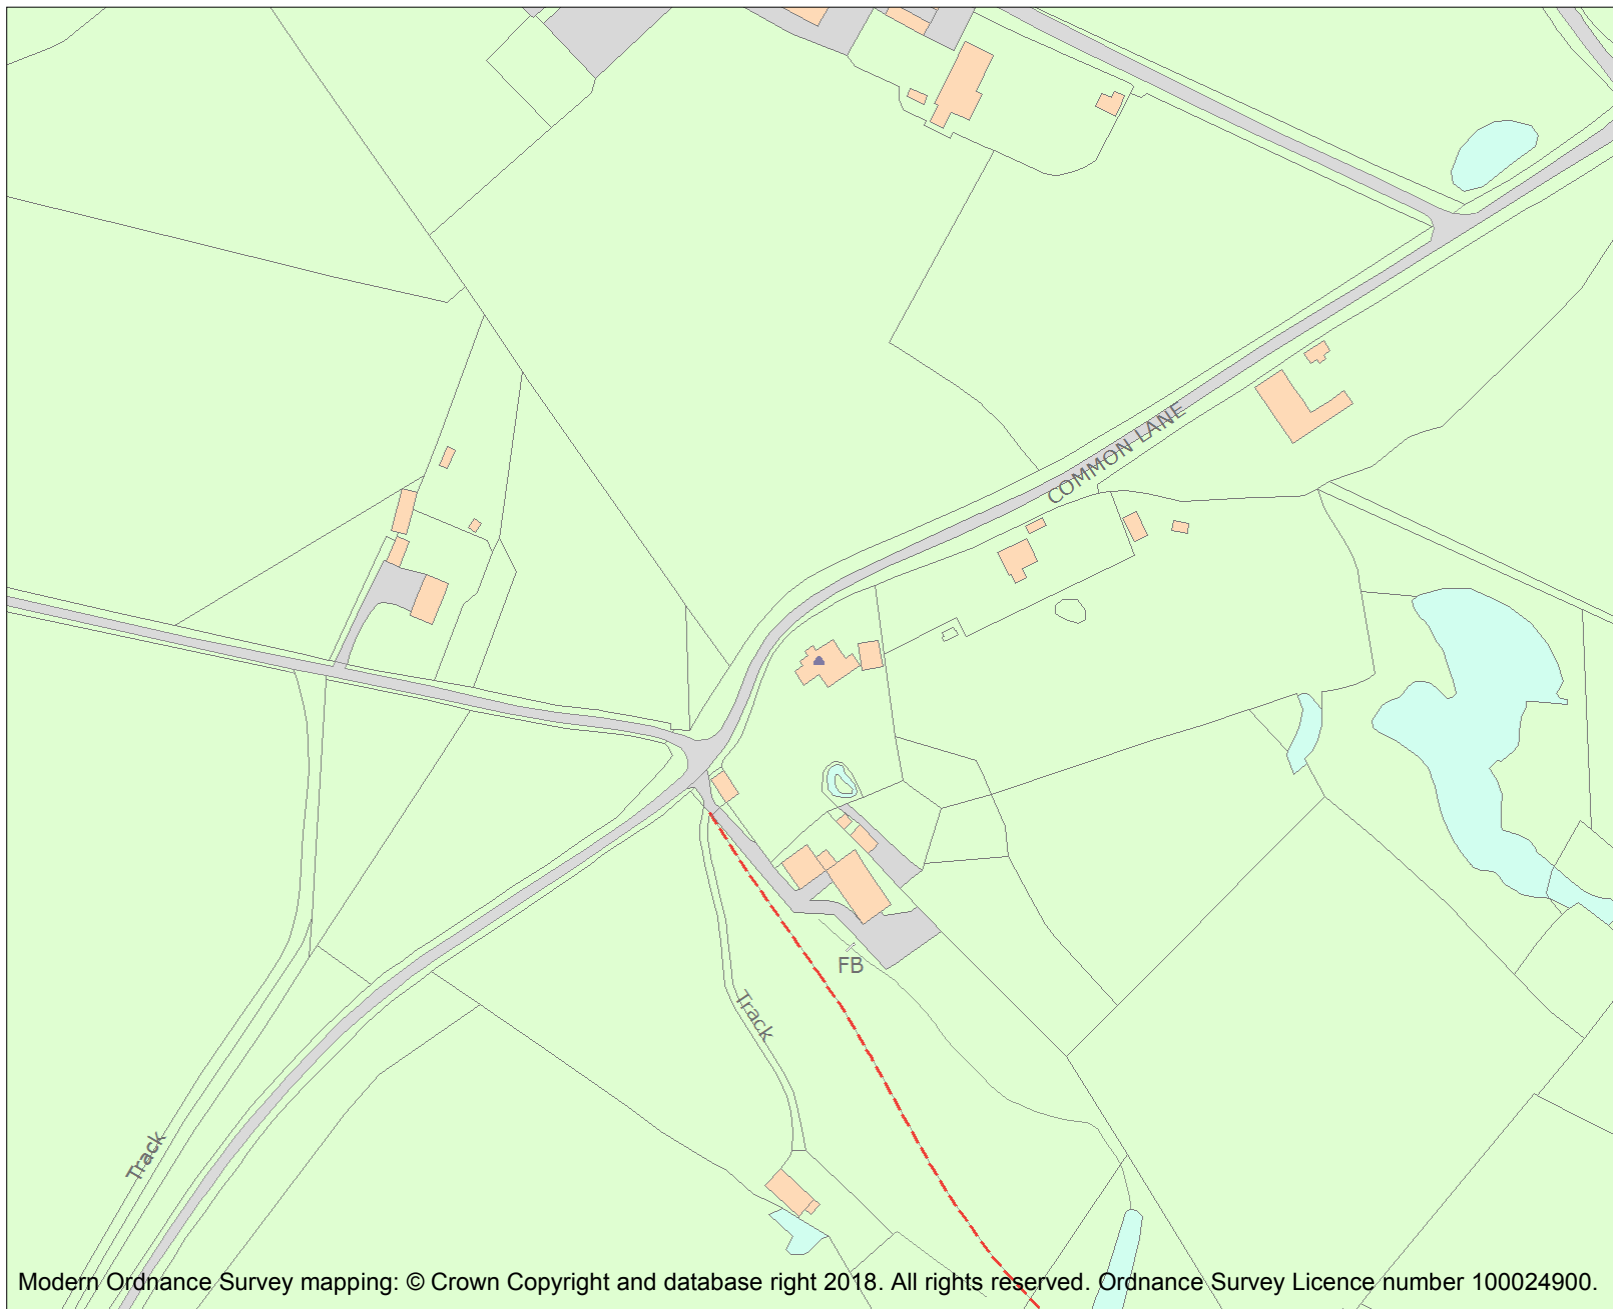 COMMON LANE
FB
Track
Track
Modern Ordnance Survey mapping: © Crown Copyright and database right 2018. All rights reserved. Ordnance Survey Licence number 100024900.